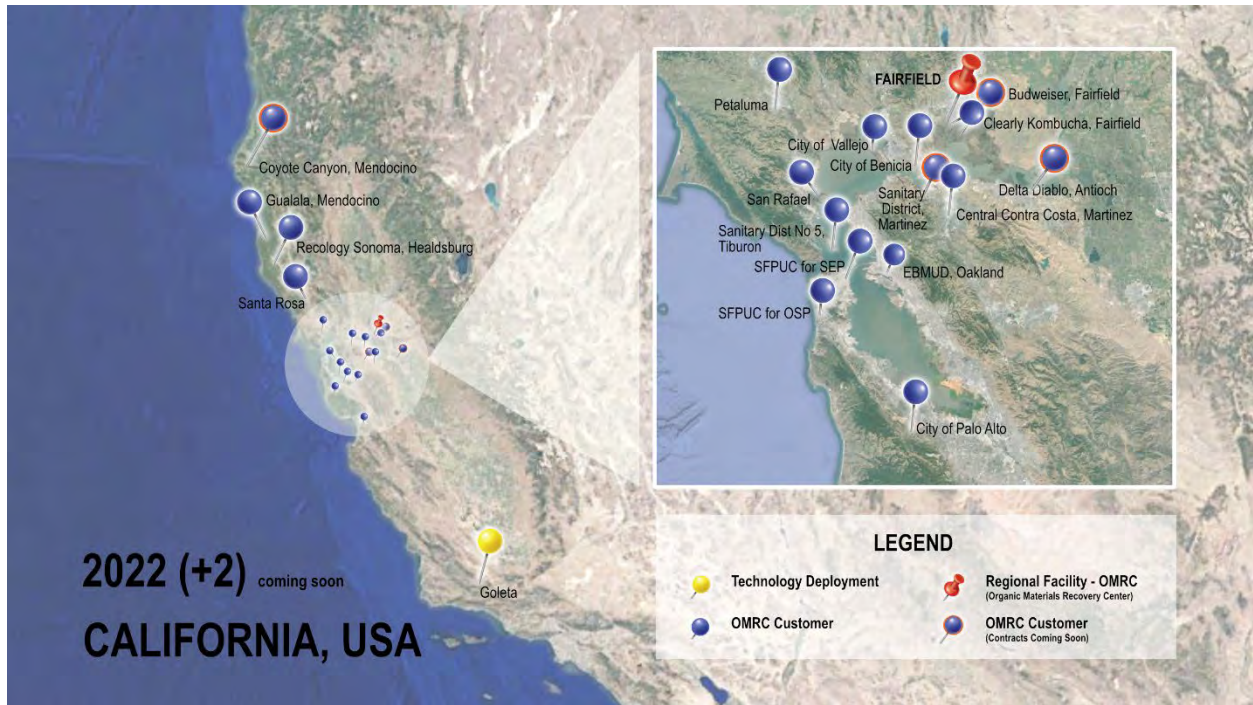 Coyote Canyon, Mendocino
Gualala, Mendocino
Recology Sonoma, Healdsburg
Santa Rosa
Goleta
2022 (+2) coming soon
CALIFORNIA, USA
FAIRFIELD
Petaluma
Budweiser, Fairfield
Clearly Kombucha, Fairfield
City of Vallejo
City of Benicia
San Rafael
Sanitary
District,
Martinez
Delta Diablo, Antioch
Central Contra Costa, Martinez
Sanitary Dist No 5,
Tiburon
SFPUC for SEP
EBMUD, Oakland
SFPUC for OSP
City of Palo Alto
LEGEND
Technology Deployment
OMRC Customer
Regional Facility - OMRC
(Organic Materials Recovery Center)
OMRC Customer
(Contracts Coming Soon)